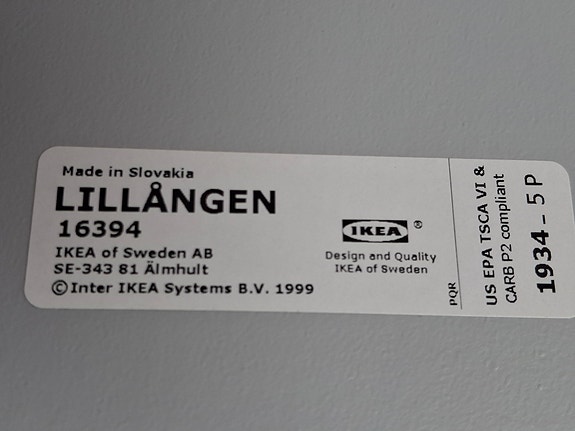 Made in Slovakia
LILLÅNGEN
16394
IKEA of Sweden AB
SE-343 81 Älmhult
©Inter IKEA Systems B.V. 1999
IKEA ®
Design and Quality
IKEA of Sweden
PQR
US EPA TSCA VI &
CARB P2 compliant
1934 - 5 P